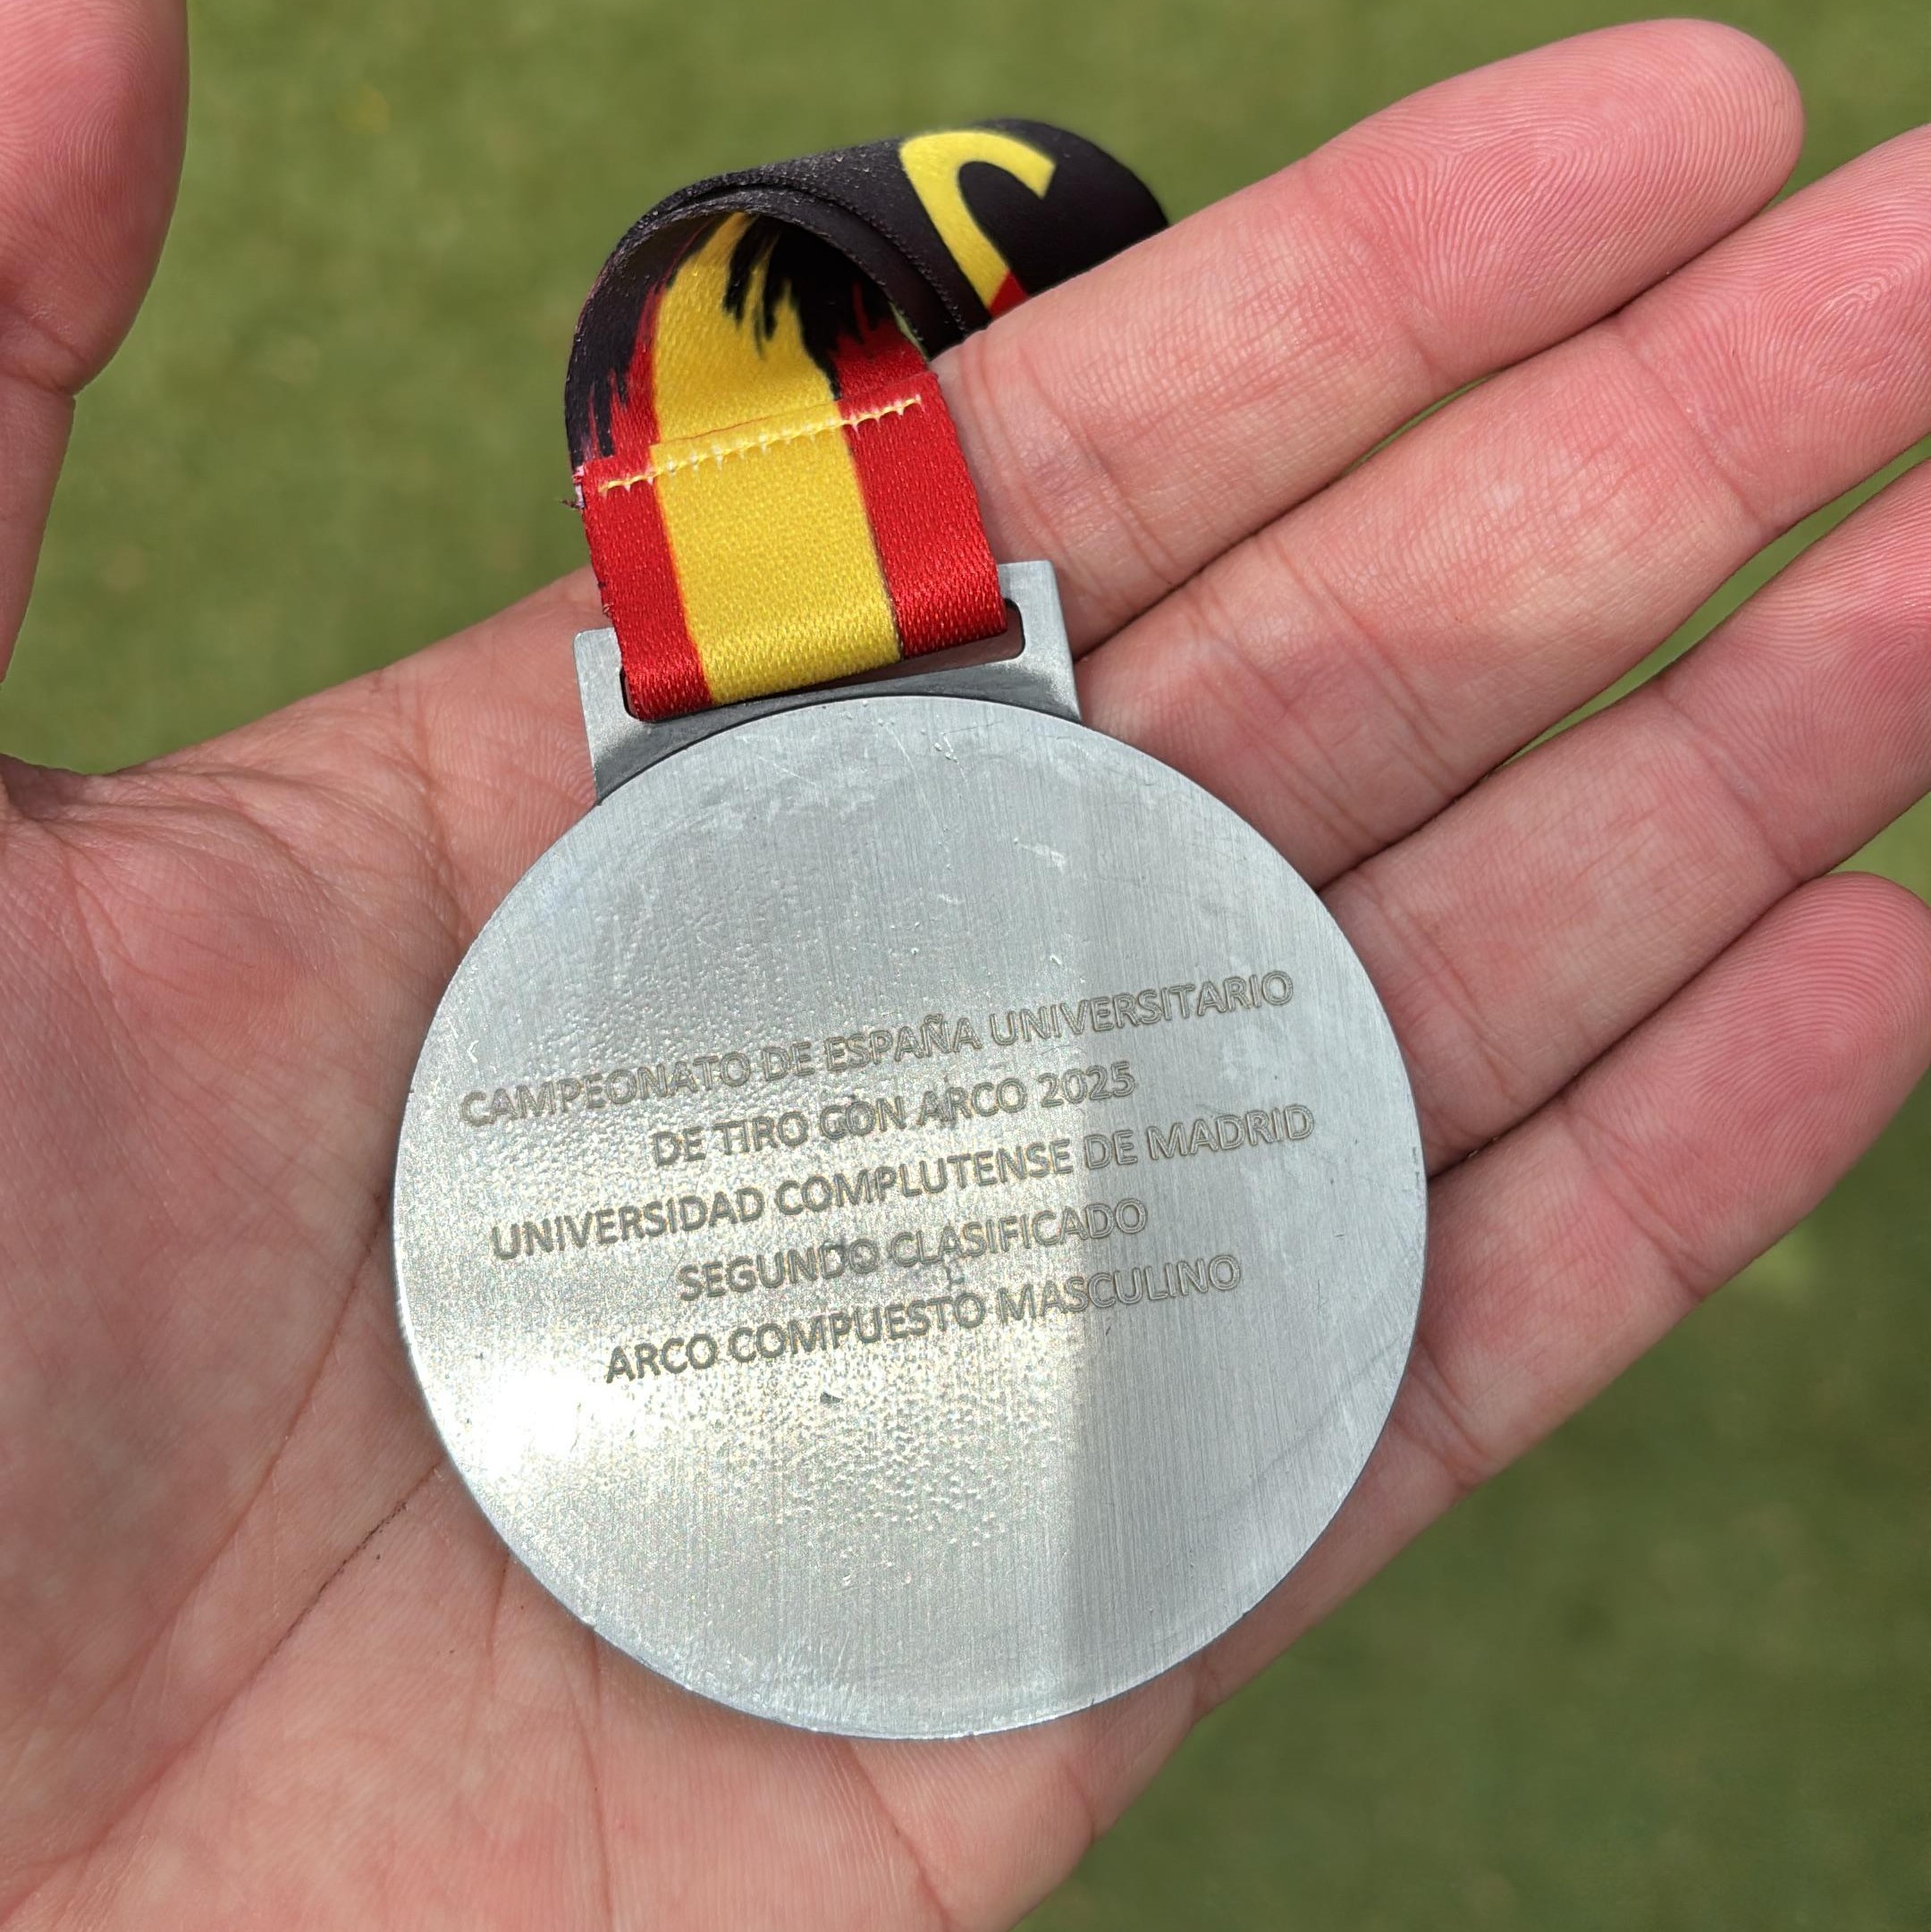 CAMPEONATO DE ESPAÑA UNIVERSITARIO
DE TIRO CON ARCO 2025
UNIVERSIDAD COMPLUTENSE DE MADRID
SEGUNDO CLASIFICADO
ARCO COMPUESTO MASCULINO